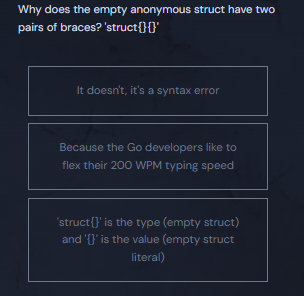 Why does the empty anonymous struct have two
pairs of braces? 'struct{}{}'
It doesn't, it's a syntax error
Because the Go developers like to
flex their 200 WPM typing speed
'struct{}' is the type (empty struct)
and '{}' is the value (empty struct
literal)